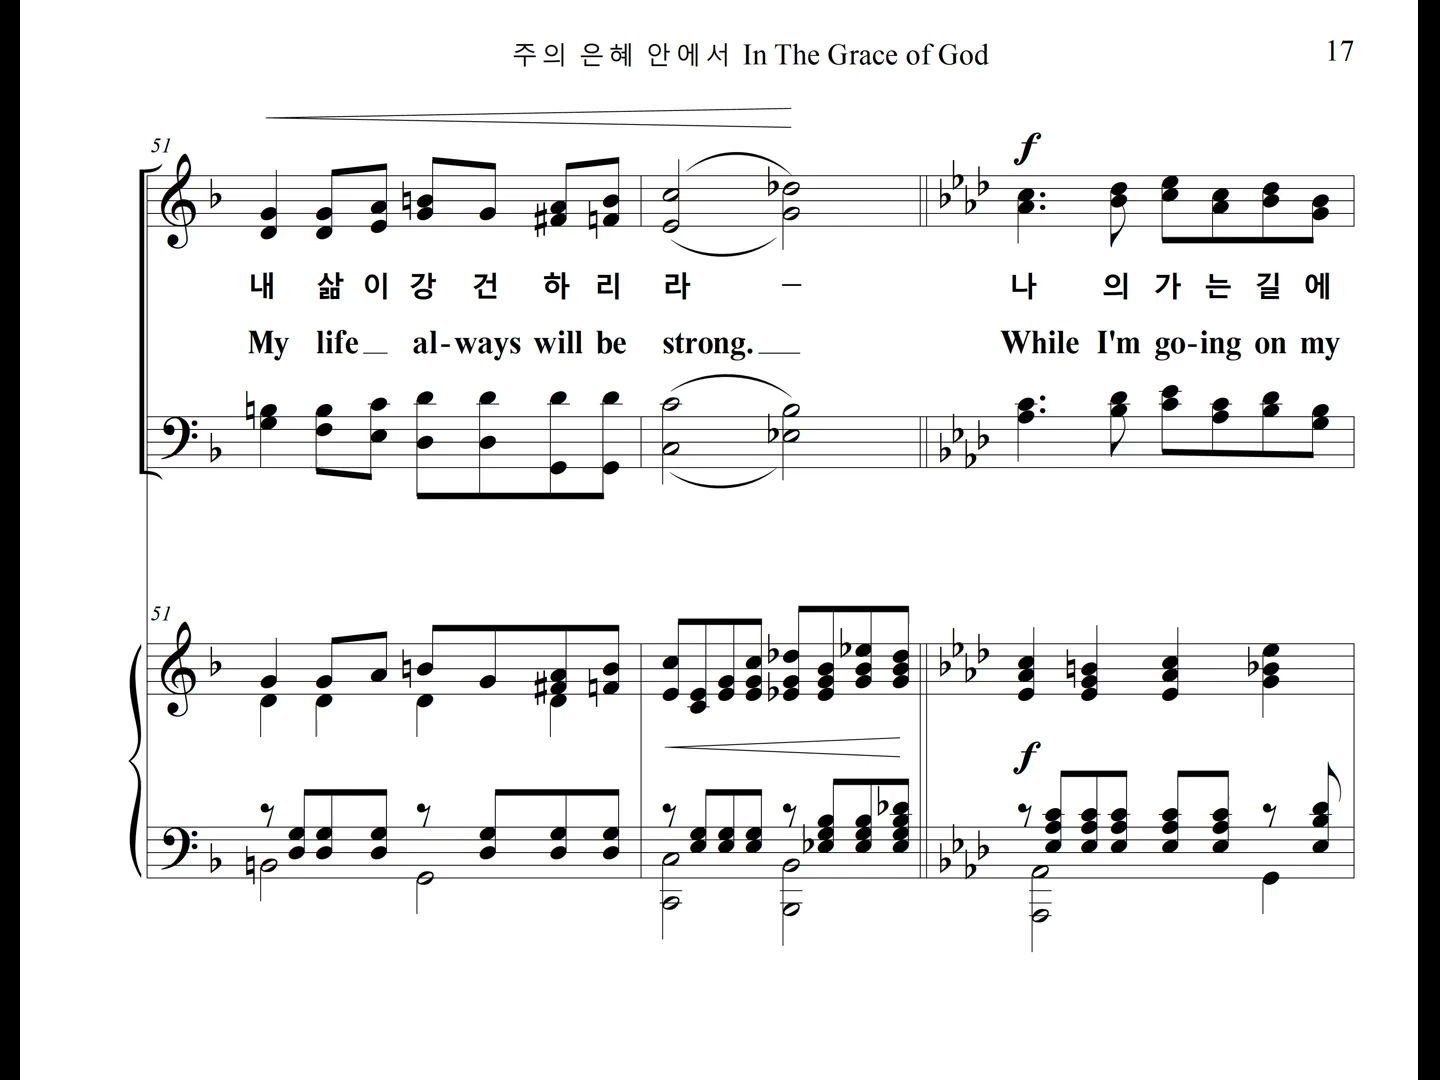 주의 은혜 안에서 In The Grace of God
17
51
f
내 삶 이 강 건 하 리 라 – 나 의 가 는 길 에
My life __ al-ways will be strong. __ While I'm go-ing on my
51
f